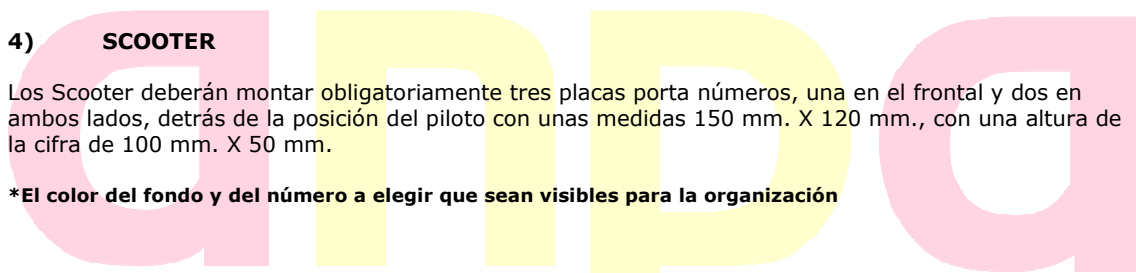 4) SCOOTER
Los Scooter deberán montar obligatoriamente tres placas porta números, una en el frontal y dos en
ambos lados, detrás de la posición del piloto con unas medidas 150 mm. X 120 mm., con una altura de
la cifra de 100 mm. X 50 mm.
*El color del fondo y del número a elegir que sean visibles para la organización